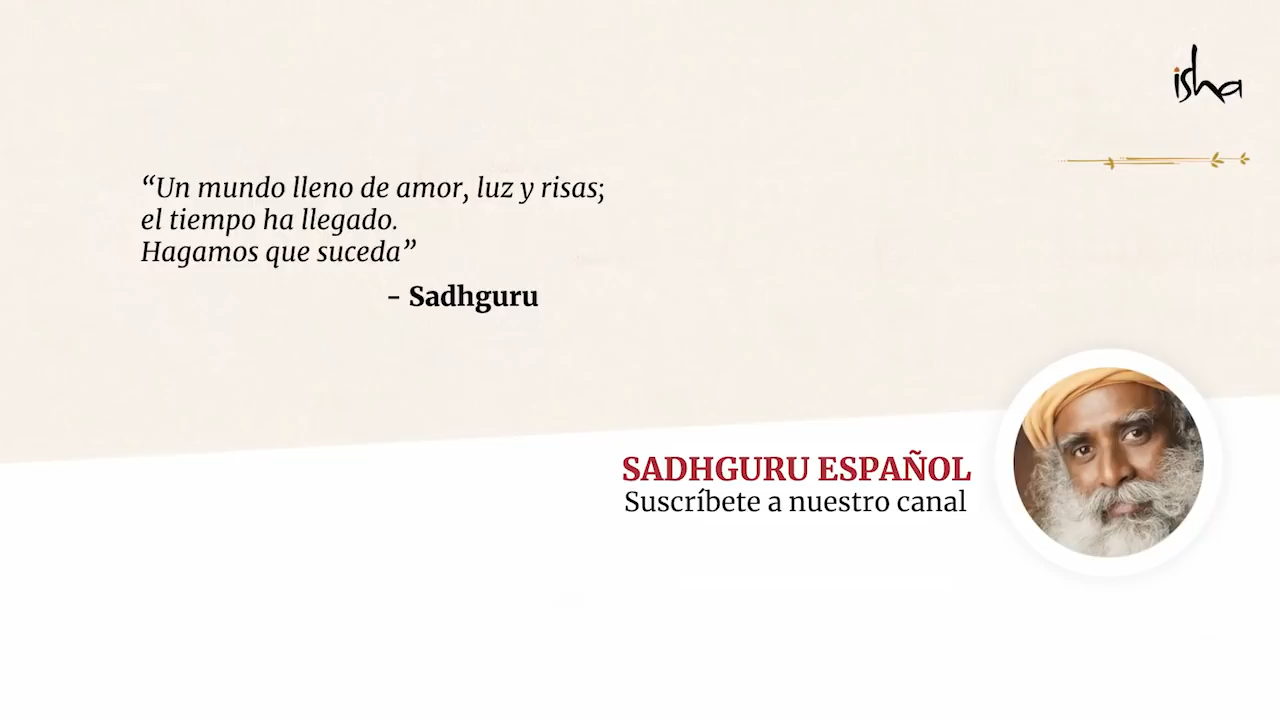 isha
“Un mundo lleno de amor, luz y risas;
el tiempo ha llegado.
Hagamos que suceda”
- Sadhguru
SADHGURU ESPAÑOL
Suscríbete a nuestro canal